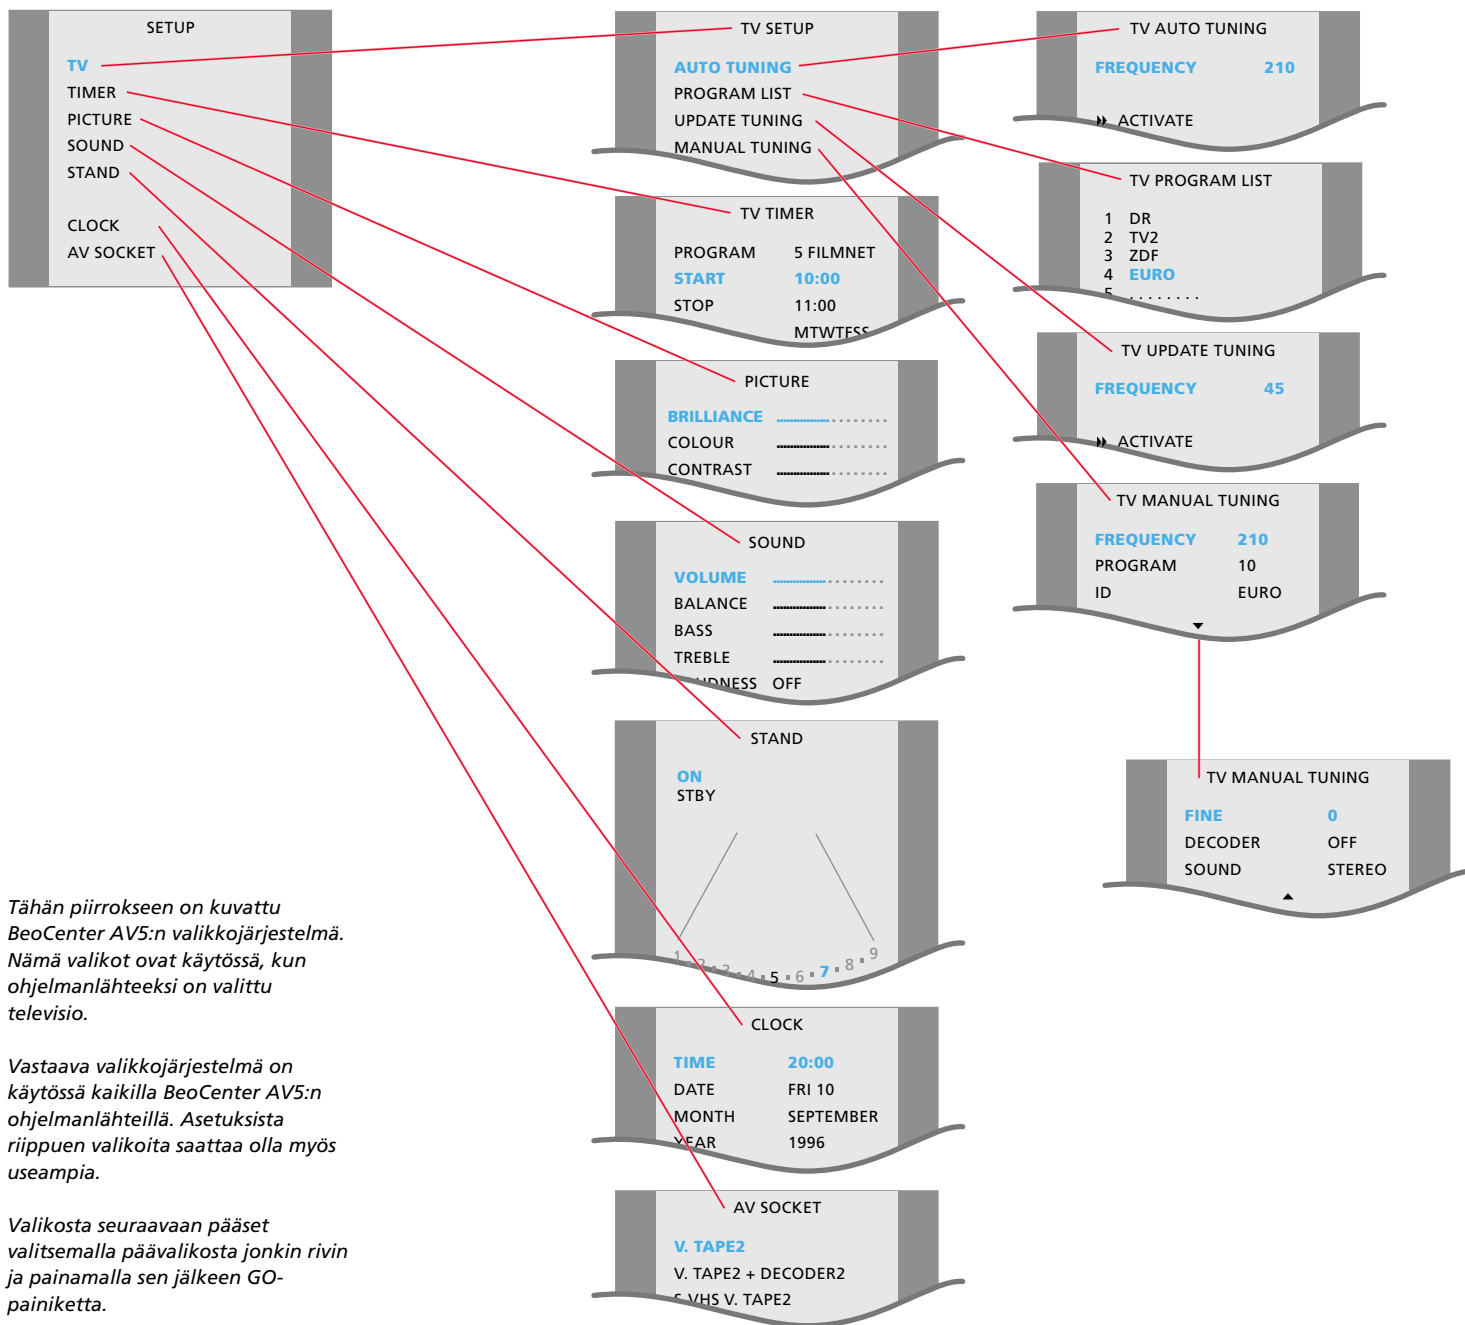 SETUP
TV
TIMER
PICTURE
SOUND
STAND
CLOCK
AV SOCKET
TV SETUP
AUTO TUNING
PROGRAM LIST
UPDATE TUNING
MANUAL TUNING
TV TIMER
PROGRAM 5 FILMNET
START 10:00
STOP 11:00
MTWTFSS
PICTURE
BRILLIANCE
COLOUR
CONTRAST
SOUND
VOLUME
BALANCE
BASS
TREBLE
LOUDNESS OFF
STAND
ON
STBY
1 2 3 4 5 6 7 8 9
CLOCK
TIME 20:00
DATE FRI 10
MONTH SEPTEMBER
YEAR 1996
AV SOCKET
V. TAPE2
V. TAPE2 + DECODER2
S-VHS V. TAPE2
TV AUTO TUNING
FREQUENCY 210
ACTIVATE
TV PROGRAM LIST
1 DR
2 TV2
3 ZDF
4 EURO
5 . . . . . . . .
TV UPDATE TUNING
FREQUENCY 45
ACTIVATE
TV MANUAL TUNING
FREQUENCY 210
PROGRAM 10
ID EURO
TV MANUAL TUNING
FINE 0
DECODER OFF
SOUND STEREO
Tähän piirrokseen on kuvattu
BeoCenter AV5:n valikkojärjestelmä.
Nämä valikot ovat käytössä, kun
ohjelmanlähteeksi on valittu
televisio.
Vastaava valikkojärjestelmä on
käytössä kaikilla BeoCenter AV5:n
ohjelmanlähteillä. Asetuksista
riippuen valikoita saattaa olla myös
useampia.
Valikosta seuraavaan pääset
valitsemalla päävalikosta jonkin rivin
ja painamalla sen jälkeen GO-
painiketta.